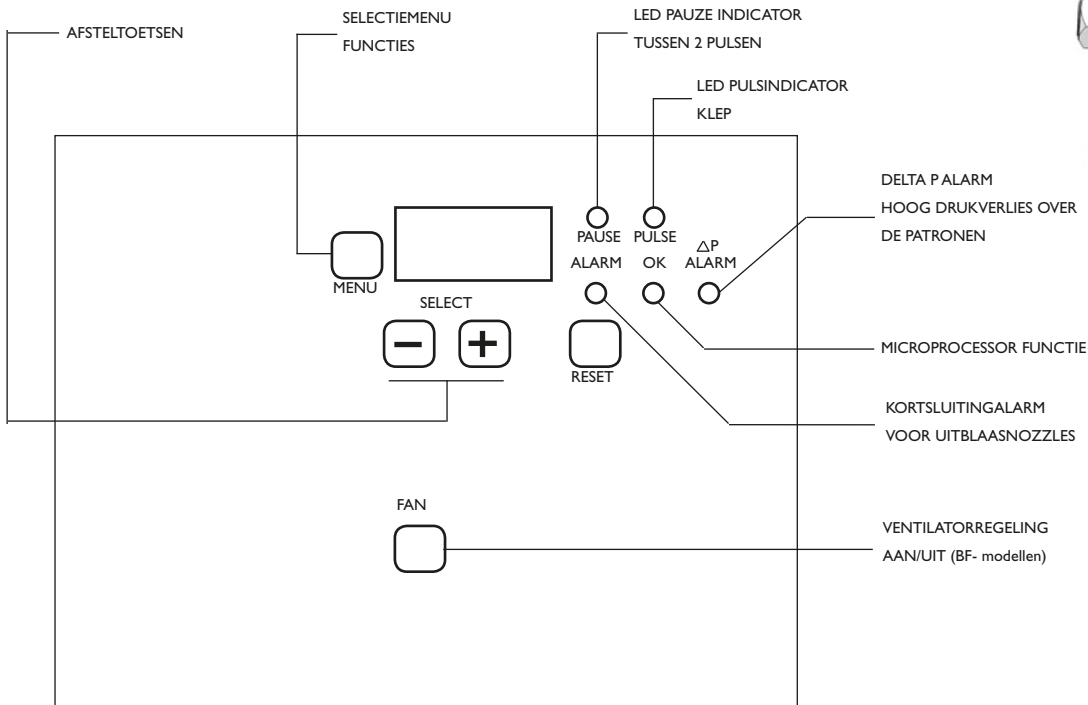 AFSTELTOETSEN
SELECTIEMENU
FUNCTIES
LED PAUZE INDICATOR
TUSSEN 2 PULSEN
LED PULSINDICATOR
KLEP
DELTA P ALARM
HOOG DRUKVERLIES OVER
DE PATRONEN
PAUSE PULSE
ALARM OK
△P
ALARM
MENU
SELECT
RESET
MICROPROCESSOR FUNCTIE
KORTSLUITINGALARM
VOOR UITBLAASNOZZLES
FAN
VENTILATORREGELING
AAN/UIT (BF- modellen)